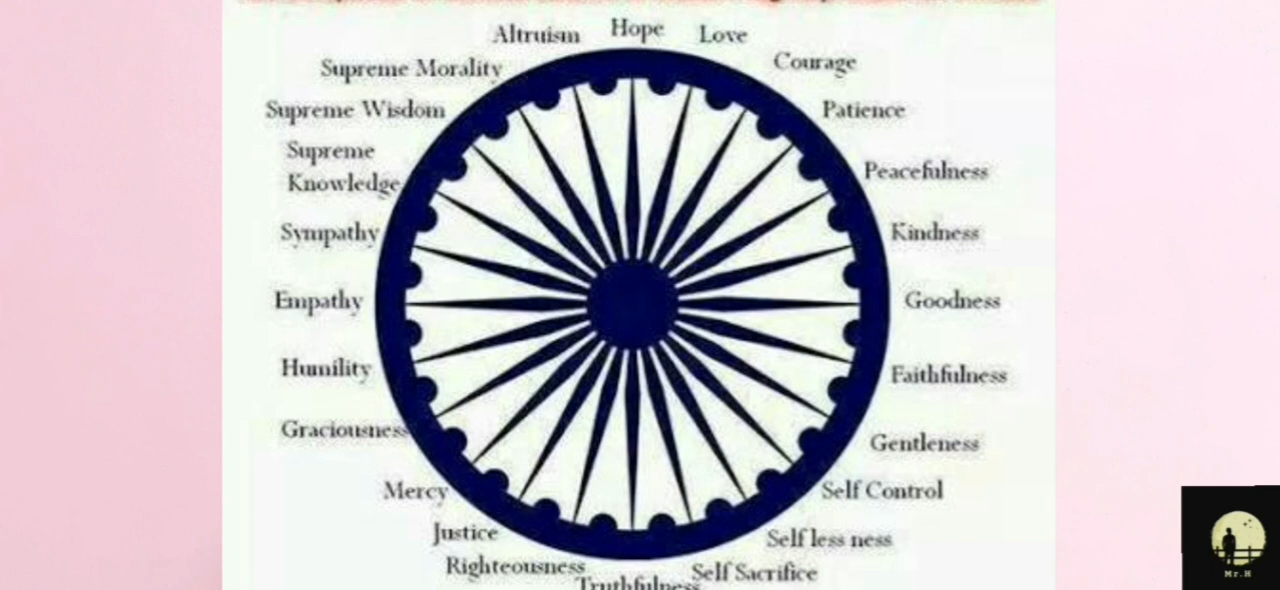 Hope
Love
Courage
Patience
Peacefulness
Kindness
Goodness
Faithfulness
Gentleness
Self Control
Self less ness
Self Sacrifice
Truthfulness
Righteousness
Justice
Mercy
Graciousness
Humility
Empathy
Sympathy
Supreme
Knowledge
Supreme Wisdom
Supreme Morality
Altruism
Mr.H